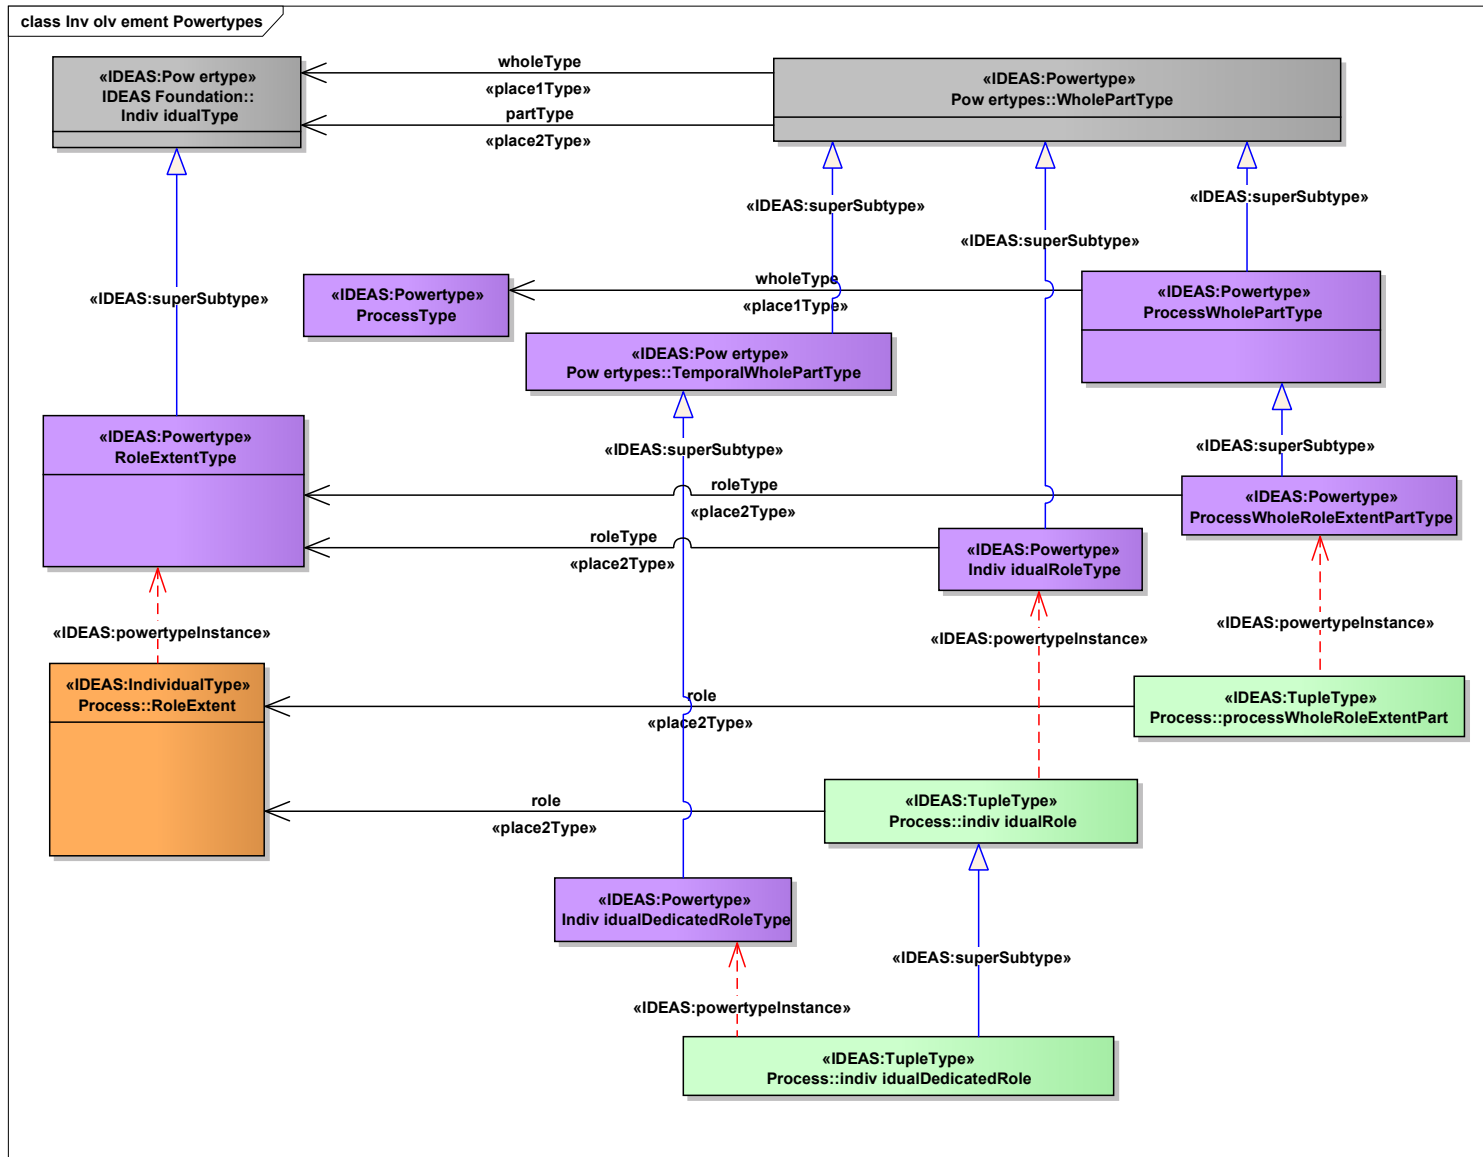 class Inv olv ement Powertypes
«IDEAS:Pow ertype»
IDEAS Foundation::
Indiv idualType
wholeType
«place1Type»
partType
«place2Type»
«IDEAS:Powertype»
Pow ertypes::WholePartType
«IDEAS:superSubtype»
«IDEAS:superSubtype»
«IDEAS:superSubtype»
«IDEAS:superSubtype»
«IDEAS:Powertype»
ProcessType
wholeType
«place1Type»
«IDEAS:Powertype»
ProcessWholePartType
«IDEAS:Pow ertype»
Pow ertypes::TemporalWholePartType
«IDEAS:Powertype»
RoleExtentType
«IDEAS:superSubtype»
«IDEAS:superSubtype»
roleType
«place2Type»
«IDEAS:Powertype»
ProcessWholeRoleExtentPartType
roleType
«place2Type»
«IDEAS:Powertype»
Indiv idualRoleType
«IDEAS:powertypeInstance»
«IDEAS:powertypeInstance»
«IDEAS:powertypeInstance»
«IDEAS:IndividualType»
Process::RoleExtent
role
«place2Type»
«IDEAS:TupleType»
Process::processWholeRoleExtentPart
role
«place2Type»
«IDEAS:TupleType»
Process::indiv idualRole
«IDEAS:Powertype»
Indiv idualDedicatedRoleType
«IDEAS:superSubtype»
«IDEAS:powertypeInstance»
«IDEAS:TupleType»
Process::indiv idualDedicatedRole